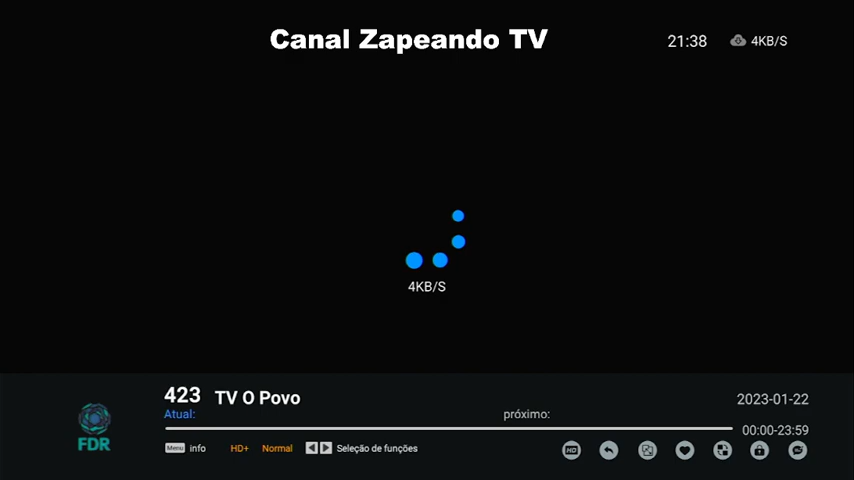 Canal Zapeando TV
21:38
4KB/S
4KB/S
423 TV O Povo
2023-01-22
Atual:
próximo:
00:00-23:59
FDR
Menu info HD+ Normal Seleção de funções
HD